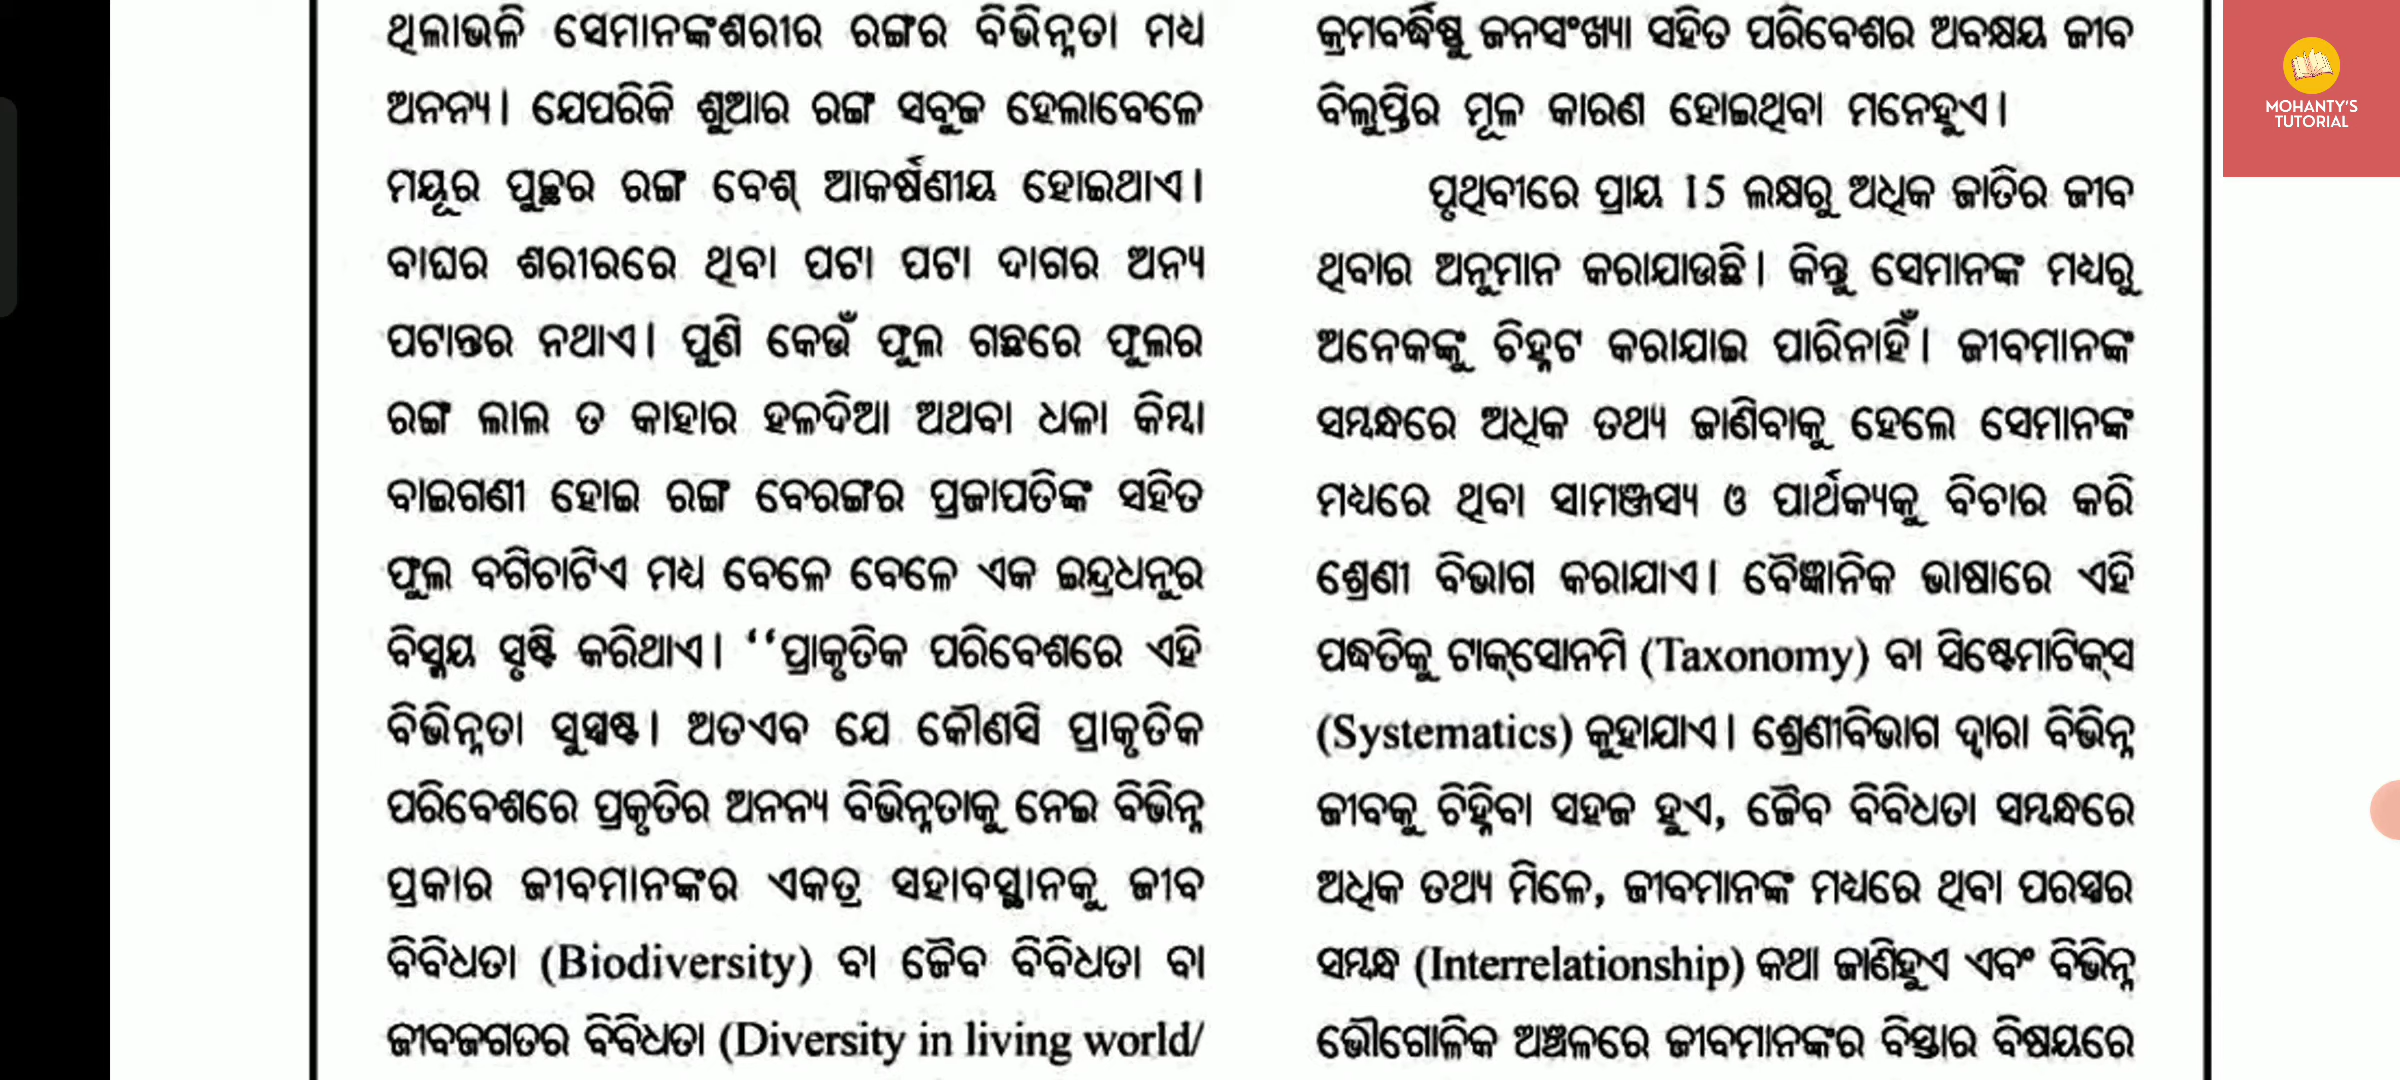 ଥିଲାଭଳି ସେମାନଙ୍କଶରୀର ରଙ୍ଗର ବିଭିନ୍ନତା ମଧ୍ୟ
ଅନନ୍ୟ। ଯେପରିକି ଶୁଆର ରଙ୍ଗ ସବୁଜ ହେଲାବେଳେ
ମୟୂର ପୁଚ୍ଛର ରଙ୍ଗ ବେଶ୍ ଆକର୍ଷଣୀୟ ହୋଇଥାଏ।
ବାଘର ଶରୀରରେ ଥିବା ପଟା ପଟା ଦାଗର ଅନ୍ୟ
ପଟାନ୍ତର ନଥାଏ। ପୁଣି କେଉଁ ଫୁଲ ଗଛରେ ଫୁଲର
ରଙ୍ଗ ଲାଲ ତ କାହାର ହଳଦିଆ ଅଥବା ଧଳା କିମ୍ବା
ବାଇଗଣୀ ହୋଇ ରଙ୍ଗ ବେରଙ୍ଗର ପ୍ରଜାପତିଙ୍କ ସହିତ
ଫୁଲ ବଗିଚାଟିଏ ମଧ୍ୟ ବେଳେ ବେଳେ ଏକ ଇନ୍ଦ୍ରଧନୁର
ବିସ୍ମୟ ସୃଷ୍ଟି କରିଥାଏ। ‘‘ପ୍ରାକୃତିକ ପରିବେଶରେ ଏହି
ବିଭିନ୍ନତା ସୁସ୍ପଷ୍ଟ। ଅତଏବ ଯେ କୌଣସି ପ୍ରାକୃତିକ
ପରିବେଶରେ ପ୍ରକୃତିର ଅନନ୍ୟ ବିଭିନ୍ନତାକୁ ନେଇ ବିଭିନ୍ନ
ପ୍ରକାର ଜୀବମାନଙ୍କର ଏକତ୍ର ସହାବସ୍ଥାନକୁ ଜୀବ
ବିବିଧତା (Biodiversity) ବା ଜୈବ ବିବିଧତା ବା
ଜୀବଜଗତର ବିବିଧତା (Diversity in living world/
କ୍ରମବର୍ଦ୍ଧିଷ୍ଣୁ ଜନସଂଖ୍ୟା ସହିତ ପରିବେଶର ଅବକ୍ଷୟ ଜୀବ
ବିଲୁପ୍ତିର ମୂଳ କାରଣ ହୋଇଥିବା ମନେହୁଏ।
ପୃଥିବୀରେ ପ୍ରାୟ 15 ଲକ୍ଷରୁ ଅଧିକ ଜାତିର ଜୀବ
ଥିବାର ଅନୁମାନ କରାଯାଉଛି। କିନ୍ତୁ ସେମାନଙ୍କ ମଧ୍ୟରୁ
ଅନେକଙ୍କୁ ଚିହ୍ନଟ କରାଯାଇ ପାରିନାହିଁ। ଜୀବମାନଙ୍କ
ସମ୍ବନ୍ଧରେ ଅଧିକ ତଥ୍ୟ ଜାଣିବାକୁ ହେଲେ ସେମାନଙ୍କ
ମଧ୍ୟରେ ଥିବା ସାମଞ୍ଜସ୍ୟ ଓ ପାର୍ଥକ୍ୟକୁ ବିଚାର କରି
ଶ୍ରେଣୀ ବିଭାଗ କରାଯାଏ। ବୈଜ୍ଞାନିକ ଭାଷାରେ ଏହି
ପଦ୍ଧତିକୁ ଟାକ୍‌ସୋନମି (Taxonomy) ବା ସିଷ୍ଟେମାଟିକ୍‌ସ
(Systematics) କୁହାଯାଏ। ଶ୍ରେଣୀବିଭାଗ ଦ୍ୱାରା ବିଭିନ୍ନ
ଜୀବକୁ ଚିହ୍ନିବା ସହଜ ହୁଏ, ଜୈବ ବିବିଧତା ସମ୍ବନ୍ଧରେ
ଅଧିକ ତଥ୍ୟ ମିଳେ, ଜୀବମାନଙ୍କ ମଧ୍ୟରେ ଥିବା ପରସ୍ପର
ସମ୍ବନ୍ଧ (Interrelationship) କଥା ଜାଣିହୁଏ ଏବଂ ବିଭିନ୍ନ
ଭୌଗୋଳିକ ଅଞ୍ଚଳରେ ଜୀବମାନଙ୍କର ବିସ୍ତାର ବିଷୟରେ
MOHANTY'S
TUTORIAL